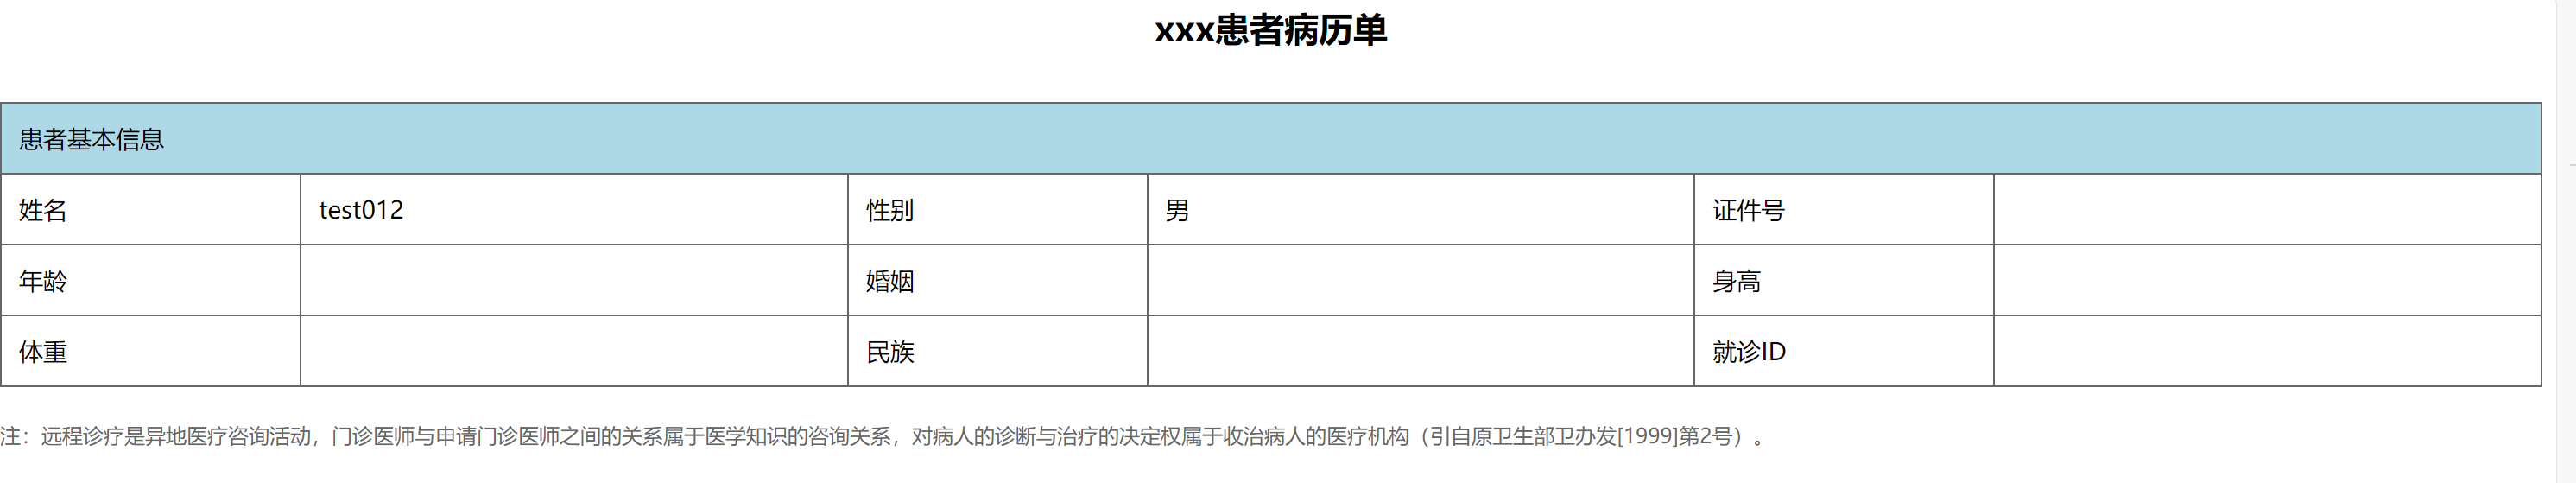 xxx患者病历单
患者基本信息
姓名 test012 性别 男 证件号
年龄 婚姻 身高
体重 民族 就诊ID
注：远程诊疗是异地医疗咨询活动，门诊医师与申请门诊医师之间的关系属于医学知识的咨询关系，对病人的诊断与治疗的决定权属于收治病人的医疗机构（引自原卫生部卫办发[1999]第2号）。